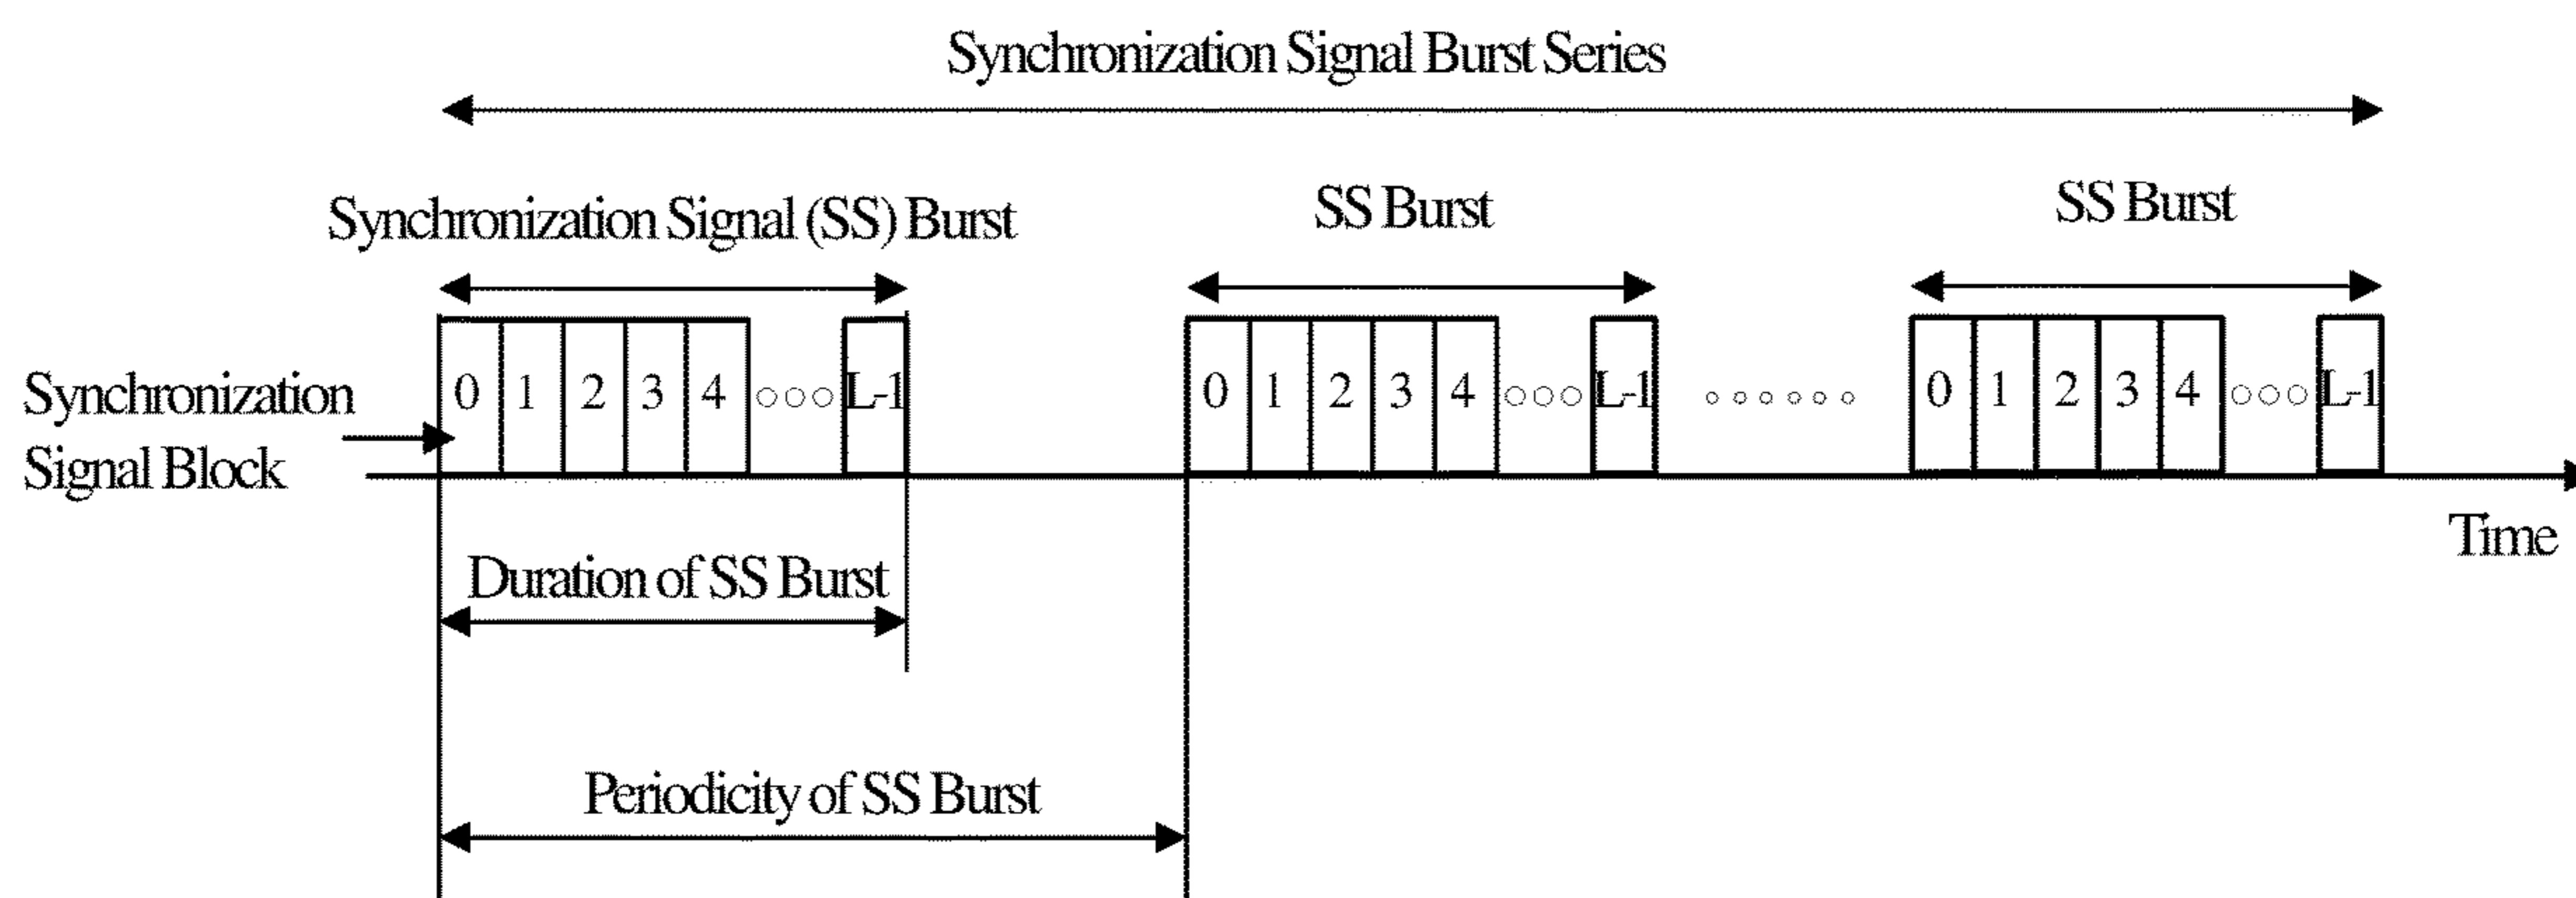 Synchronization Signal Burst Series
Synchronization Signal (SS) Burst
SS Burst
SS Burst
Synchronization
Signal Block
0 1 2 3 4 ○○○ L-1
0 1 2 3 4 ○○○ L-1
○○○○○○
0 1 2 3 4 ○○○ L-1
Time
Duration of SS Burst
Periodicity of SS Burst